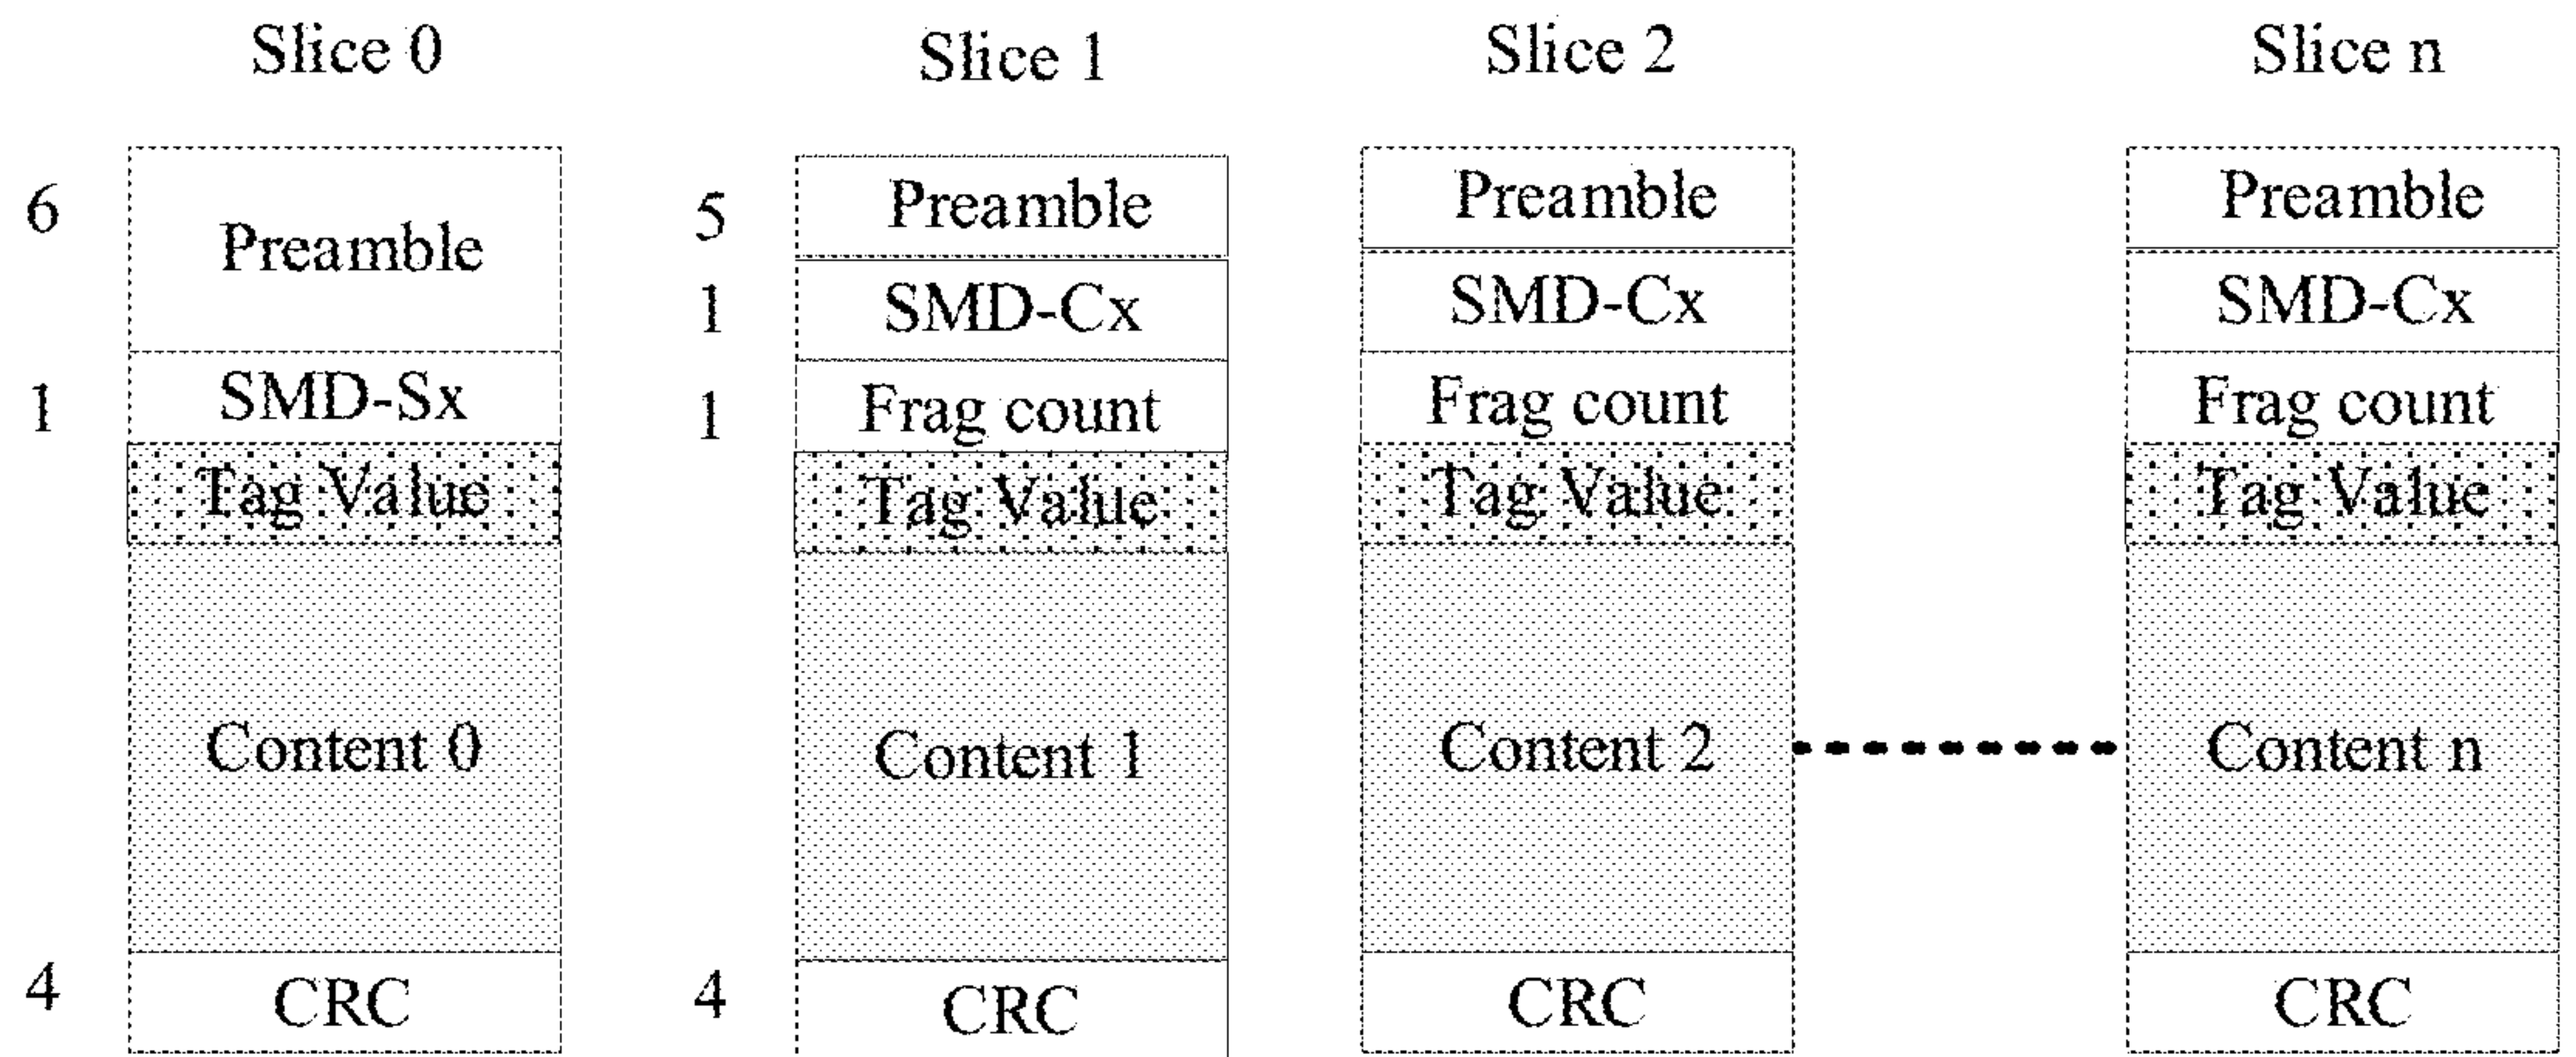 Slice 0
Slice 1
Slice 2
Slice n
6
Preamble
1
SMD-Sx
Tag Value
Content 0
4
CRC
5
Preamble
1
SMD-Cx
1
Frag count
Tag Value
Content 1
4
CRC
Preamble
SMD-Cx
Frag count
Tag Value
Content 2
CRC
Preamble
SMD-Cx
Frag count
Tag Value
Content n
CRC